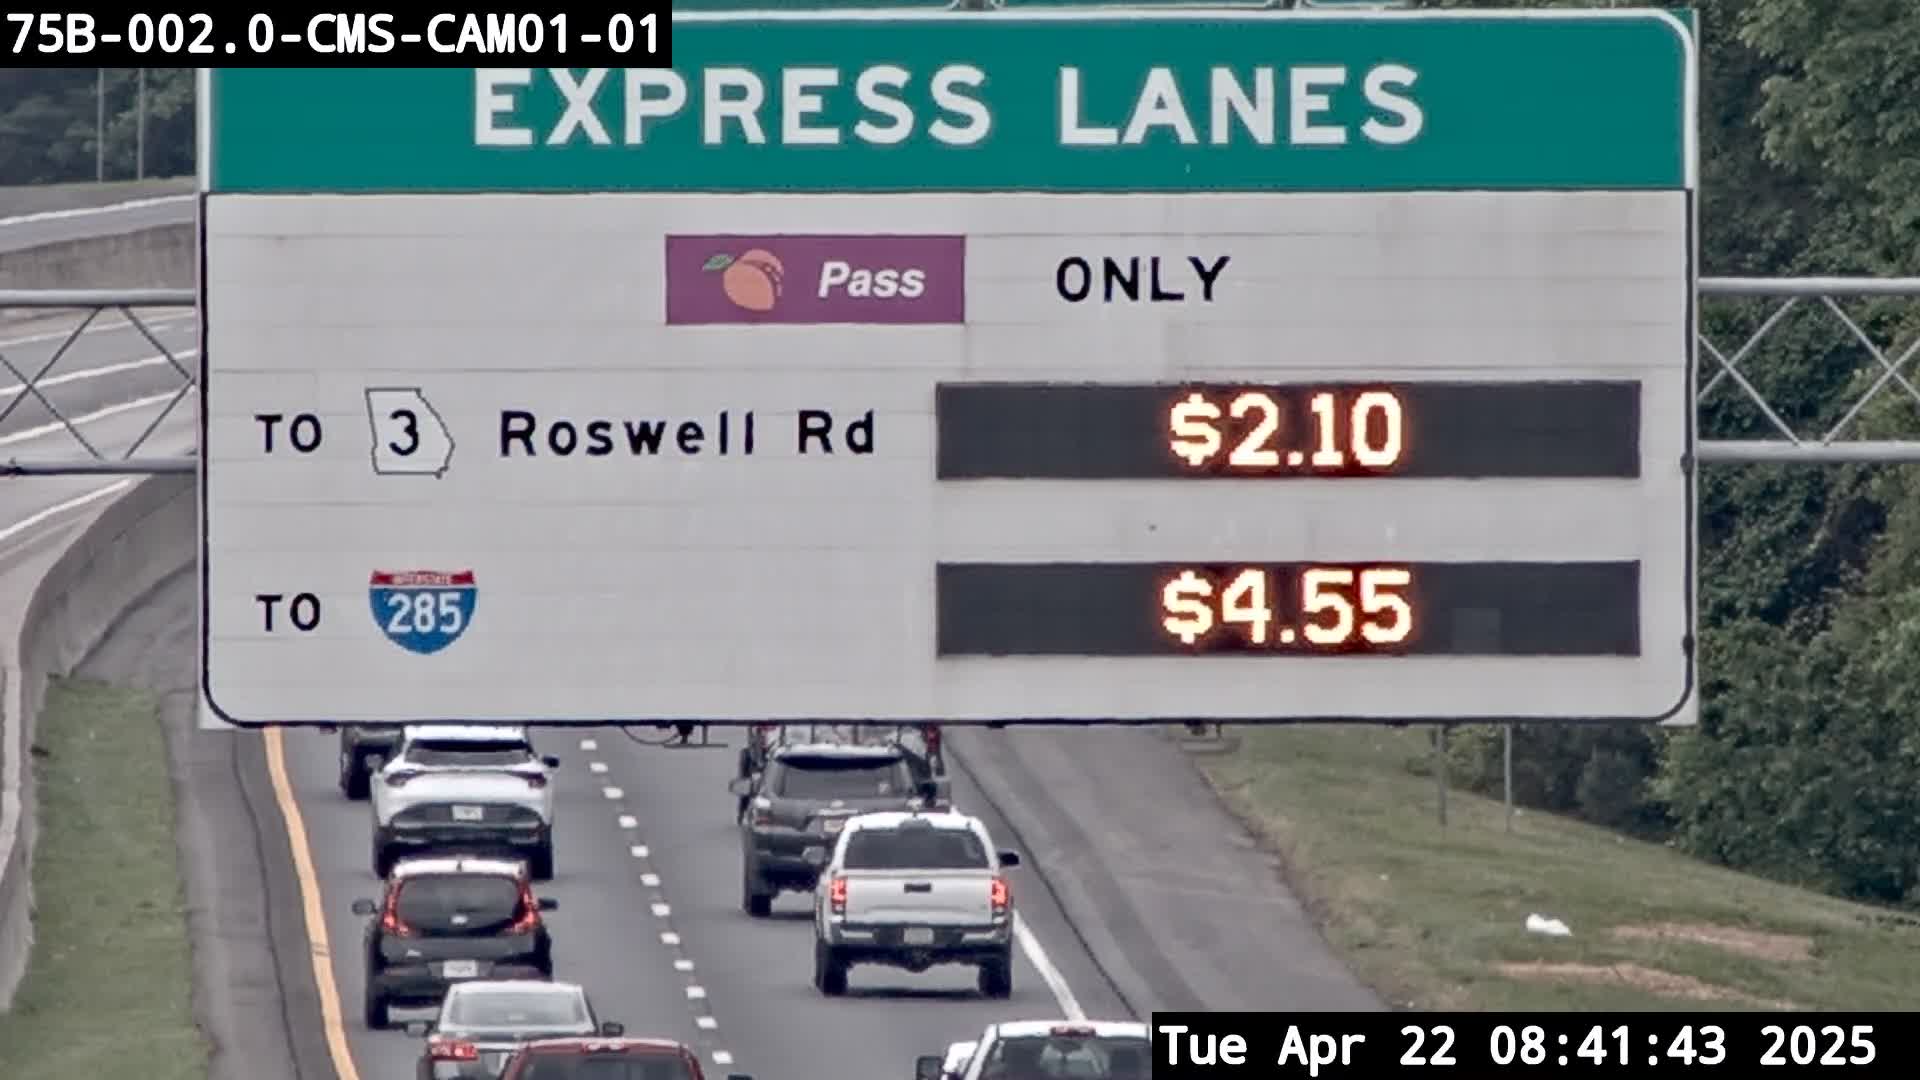 75B-002.0-CMS-CAM01-01
EXPRESS LANES
Pass ONLY
TO 3 Roswell Rd $2.10
TO INTERSTATE 285 $4.55
Tue Apr 22 08:41:43 2025